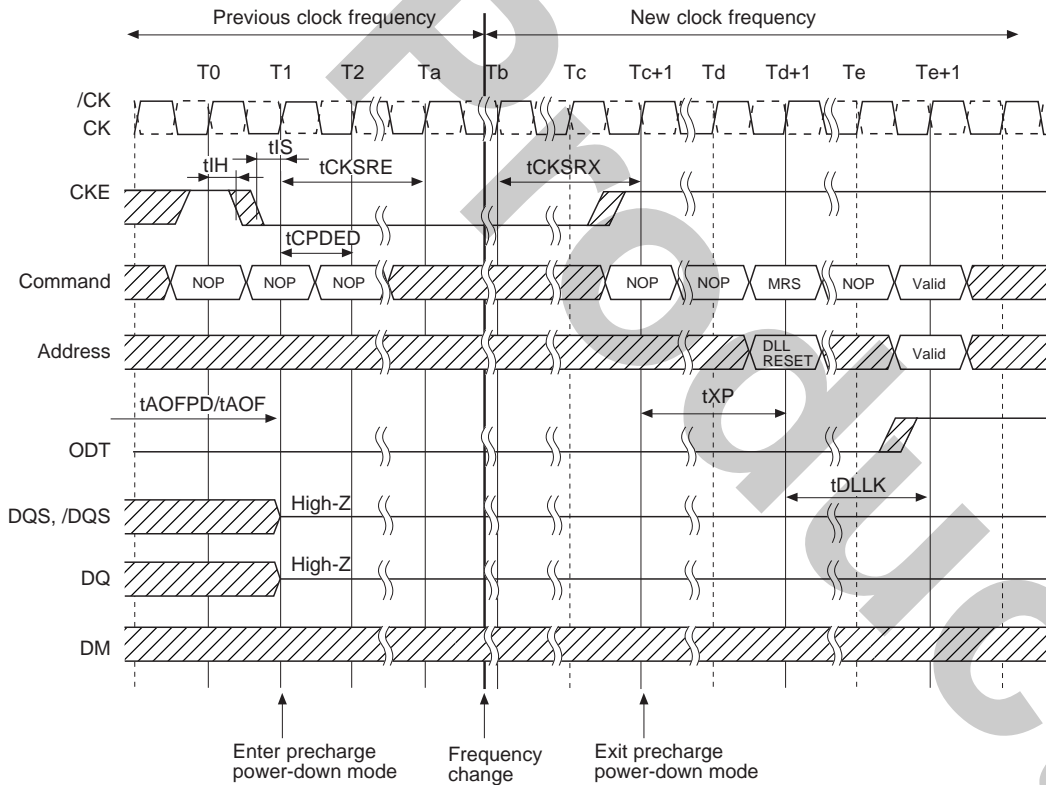 Previous clock frequency
New clock frequency
T0 T1 T2 Ta Tb Tc Tc+1 Td Td+1 Te Te+1
/CK
CK
tIS
tIH
tCKSRE
tCKSRX
CKE
tCPDED
Command NOP NOP NOP NOP NOP MRS NOP Valid
Address DLL RESET Valid
tAOFPD/tAOF
tXP
ODT
tDLLK
DQS, /DQS High-Z
DQ High-Z
DM
Enter precharge
power-down mode
Frequency
change
Exit precharge
power-down mode